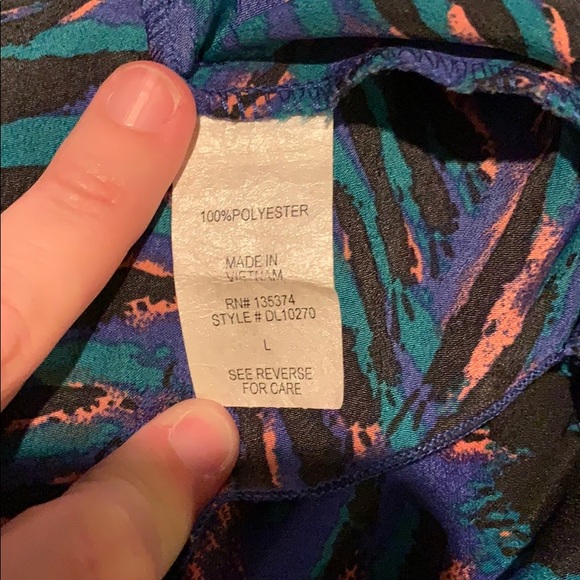 100%POLYESTER
MADE IN
VIETNAM
RN# 135374
STYLE # DL10270
L
SEE REVERSE
FOR CARE